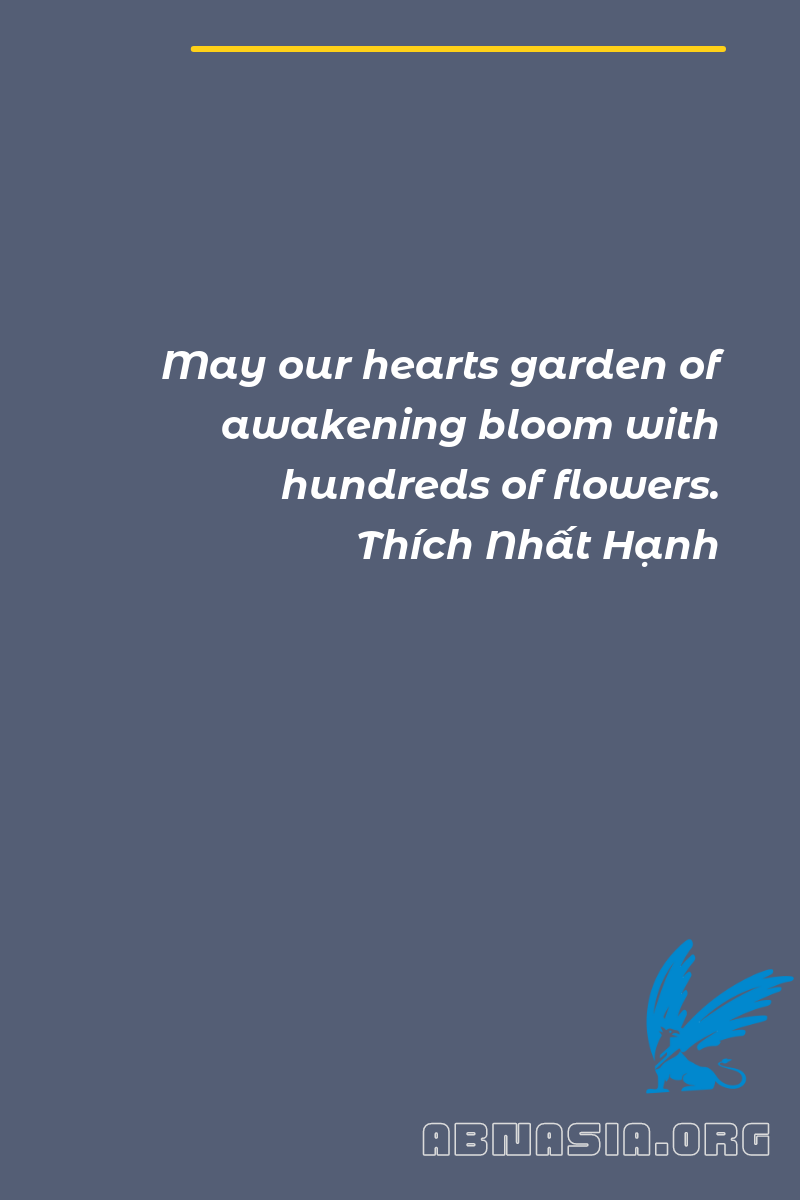 May our hearts garden of
awakening bloom with
hundreds of flowers.
Thích Nhất Hạnh
ABNASIA.ORG